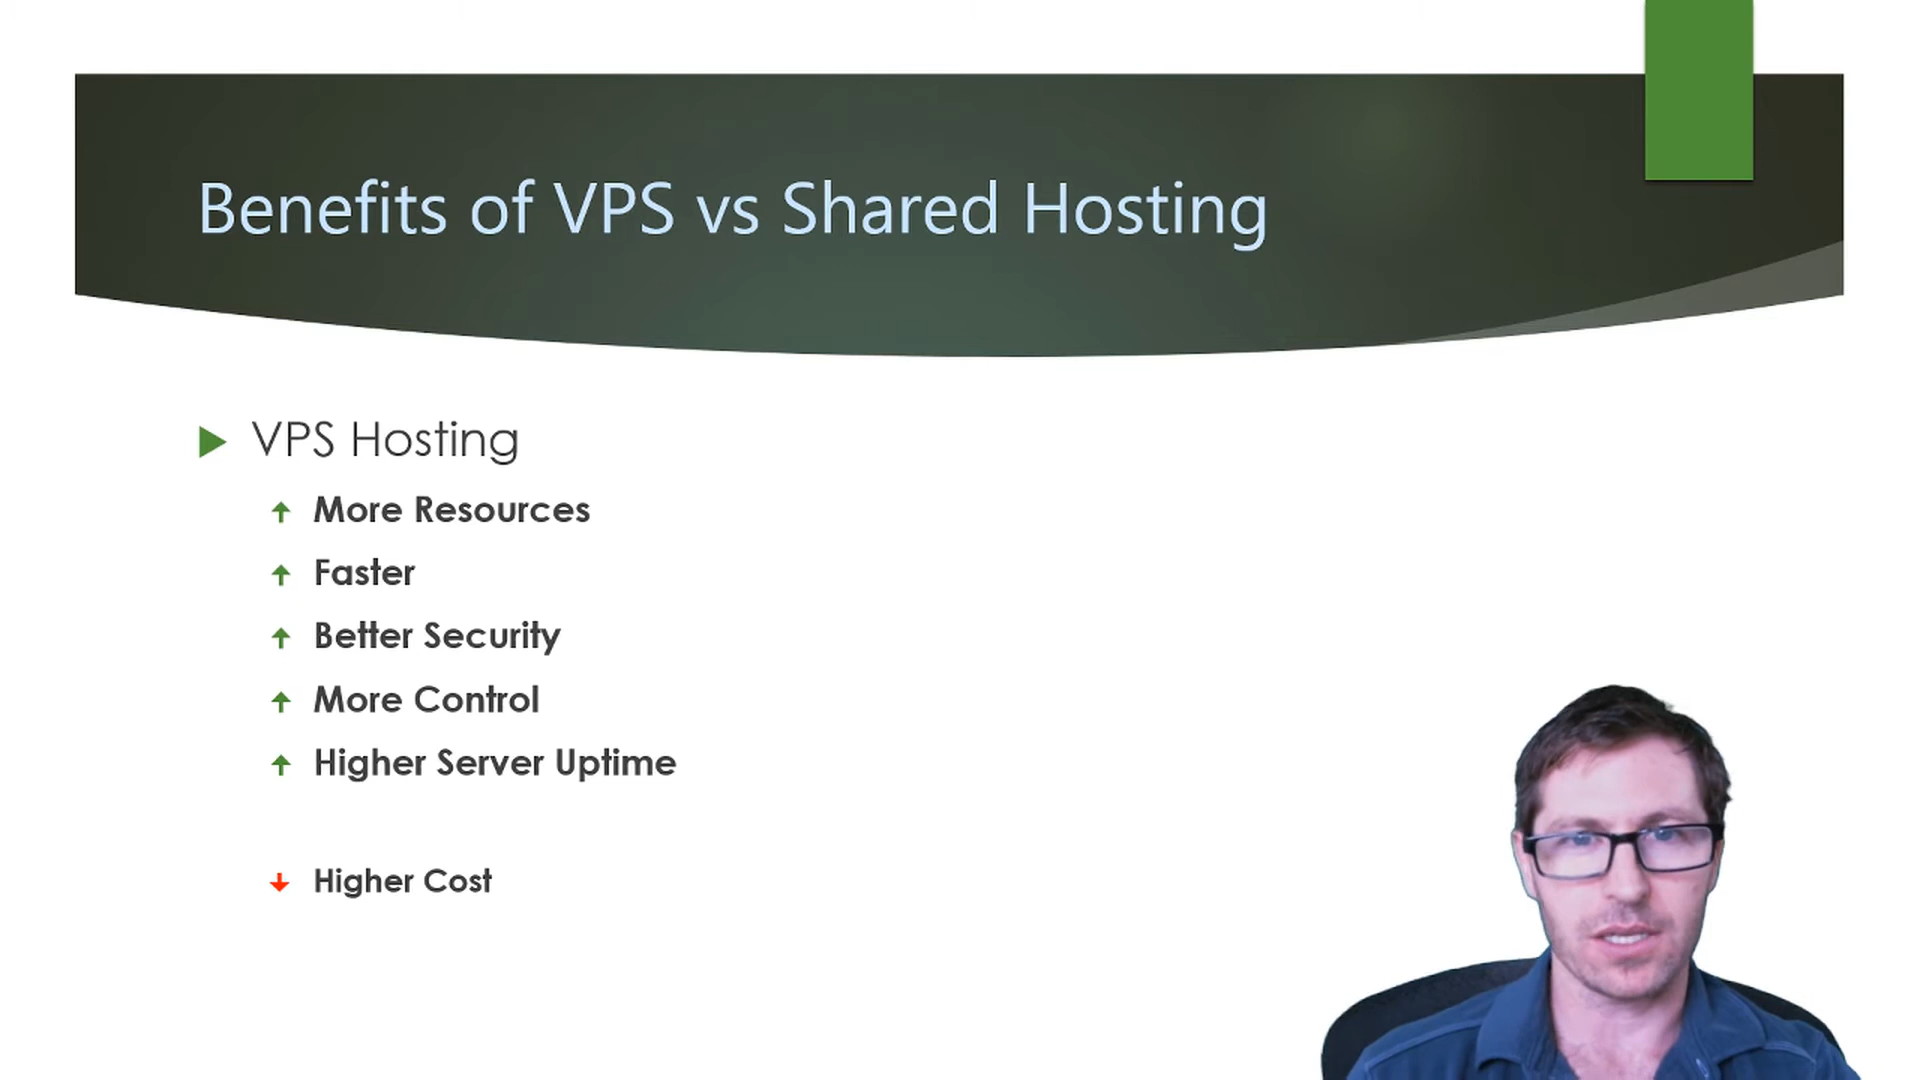 Benefits of VPS vs Shared Hosting
VPS Hosting
More Resources
Faster
Better Security
More Control
Higher Server Uptime
Higher Cost